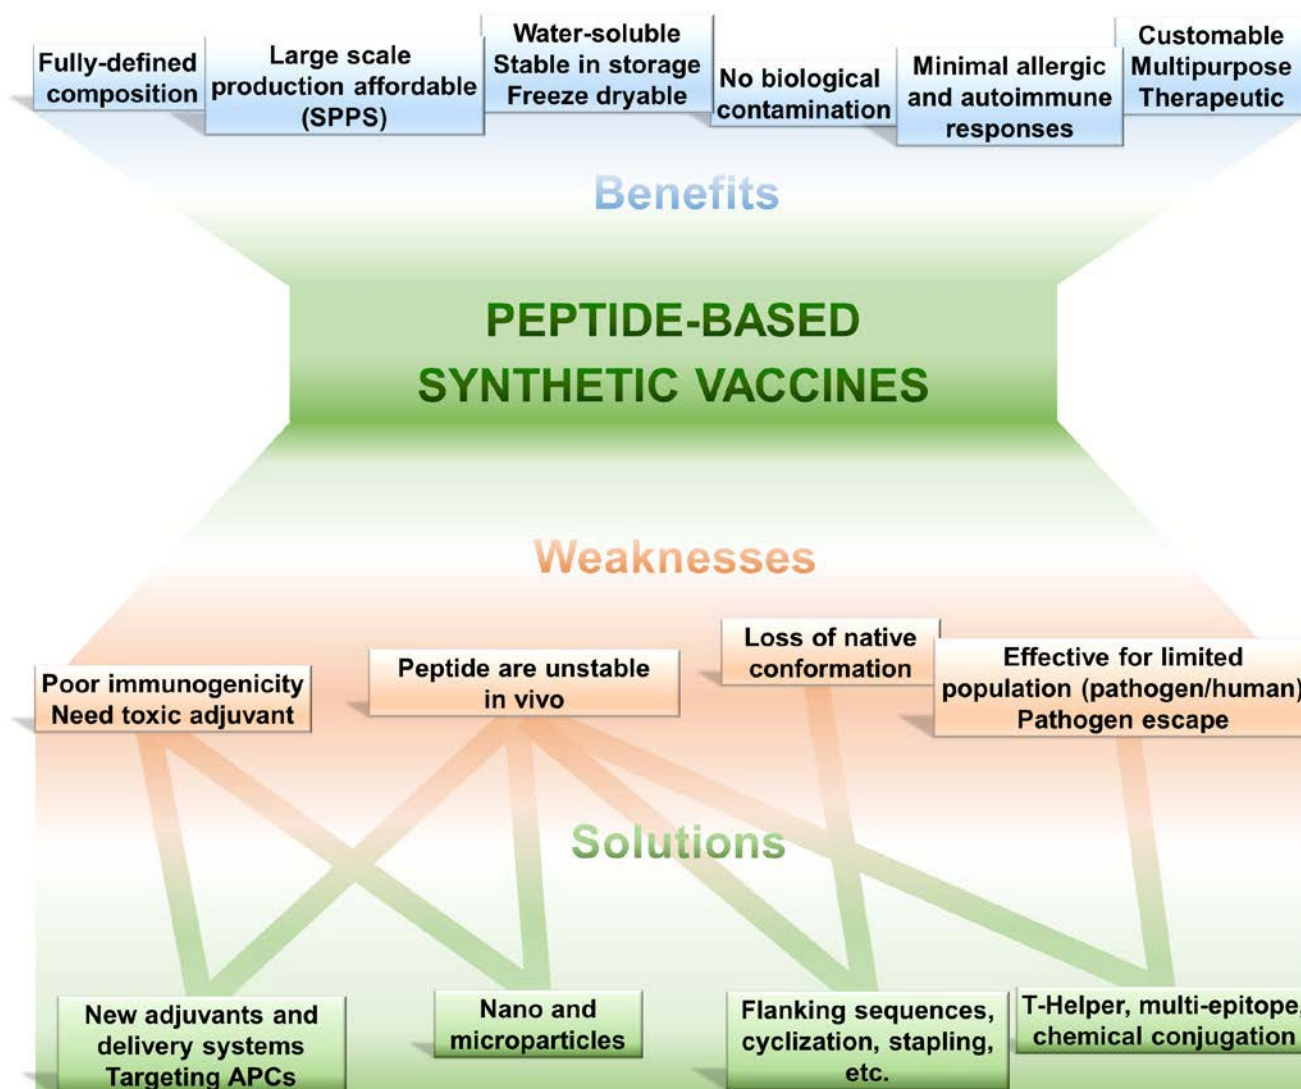 Fully-defined
composition
Large scale
production affordable
(SPPS)
Water-soluble
Stable in storage
Freeze dryable
No biological
contamination
Minimal allergic
and autoimmune
responses
Customable
Multipurpose
Therapeutic
Benefits
PEPTIDE-BASED
SYNTHETIC VACCINES
Weaknesses
Poor immunogenicity
Need toxic adjuvant
Peptide are unstable
in vivo
Loss of native
conformation
Effective for limited
population (pathogen/human)
Pathogen escape
Solutions
New adjuvants and
delivery systems
Targeting APCs
Nano and
microparticles
Flanking sequences,
cyclization, stapling,
etc.
T-Helper, multi-epitope,
chemical conjugation